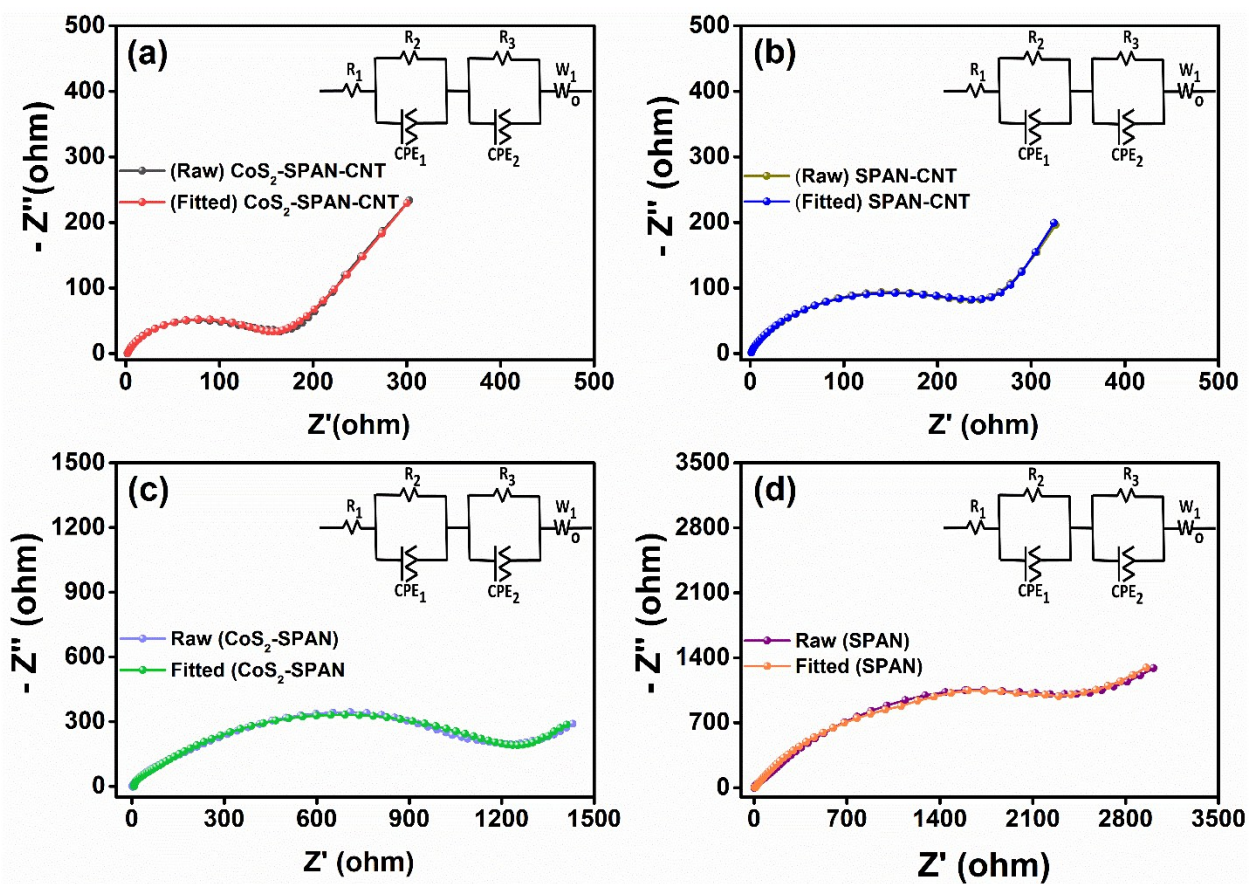 (a)
- Z''(ohm)
500
400
300
200
100
0
R1
R2
R3
W1
o
CPE1
CPE2
(Raw) CoS2-SPAN-CNT
(Fitted) CoS2-SPAN-CNT
0 100 200 300 400 500
Z'(ohm)
(b)
- Z'' (ohm)
500
400
300
200
100
0
R1
R2
R3
W1
o
CPE1
CPE2
(Raw) SPAN-CNT
(Fitted) SPAN-CNT
0 100 200 300 400 500
Z' (ohm)
(c)
- Z'' (ohm)
1500
1200
900
600
300
0
R1
R2
R3
W1
o
CPE1
CPE2
Raw (CoS2-SPAN)
Fitted (CoS2-SPAN
0 300 600 900 1200 1500
Z' (ohm)
(d)
- Z'' (ohm)
3500
2800
2100
1400
700
0
R1
R2
R3
W1
o
CPE1
CPE2
Raw (SPAN)
Fitted (SPAN)
0 700 1400 2100 2800 3500
Z' (ohm)